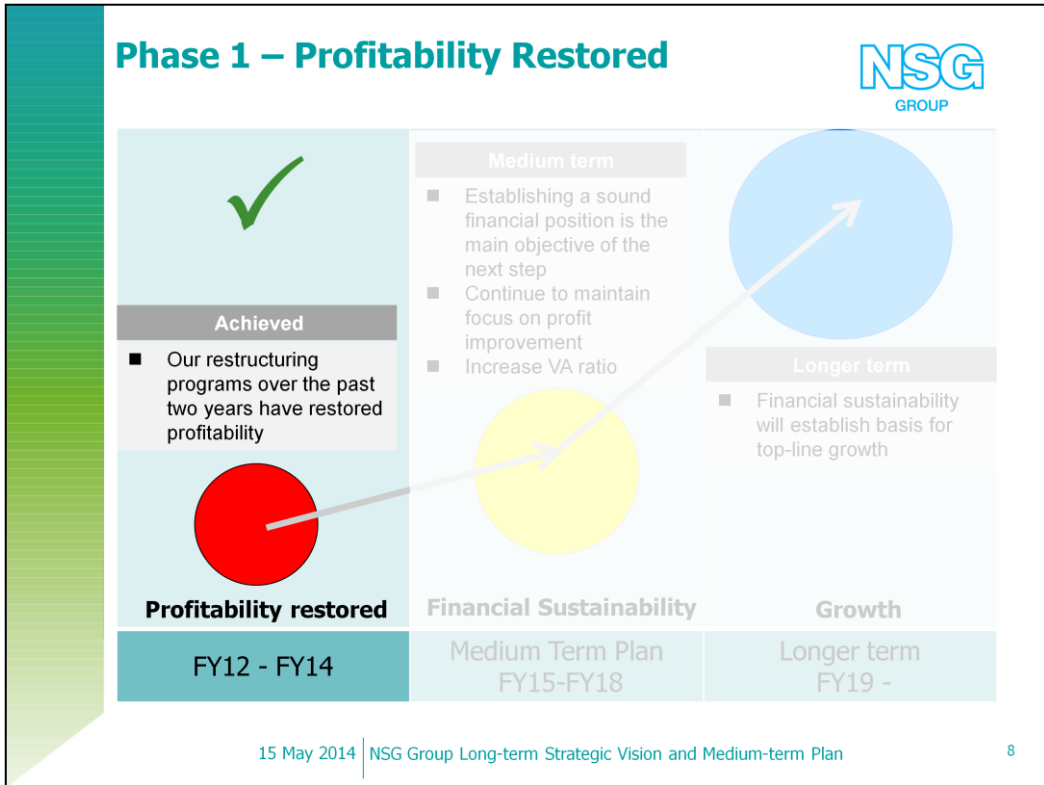 Phase 1 – Profitability Restored
NSG
GROUP
Achieved
■ Our restructuring
programs over the past
two years have restored
profitability
Profitability restored
FY12 - FY14
Medium term
■ Establishing a sound
financial position is the
main objective of the
next step
■ Continue to maintain
focus on profit
improvement
■ Increase VA ratio
Financial Sustainability
Medium Term Plan
FY15-FY18
Longer term
■ Financial sustainability
will establish basis for
top-line growth
Growth
Longer term
FY19 -
15 May 2014 NSG Group Long-term Strategic Vision and Medium-term Plan
8